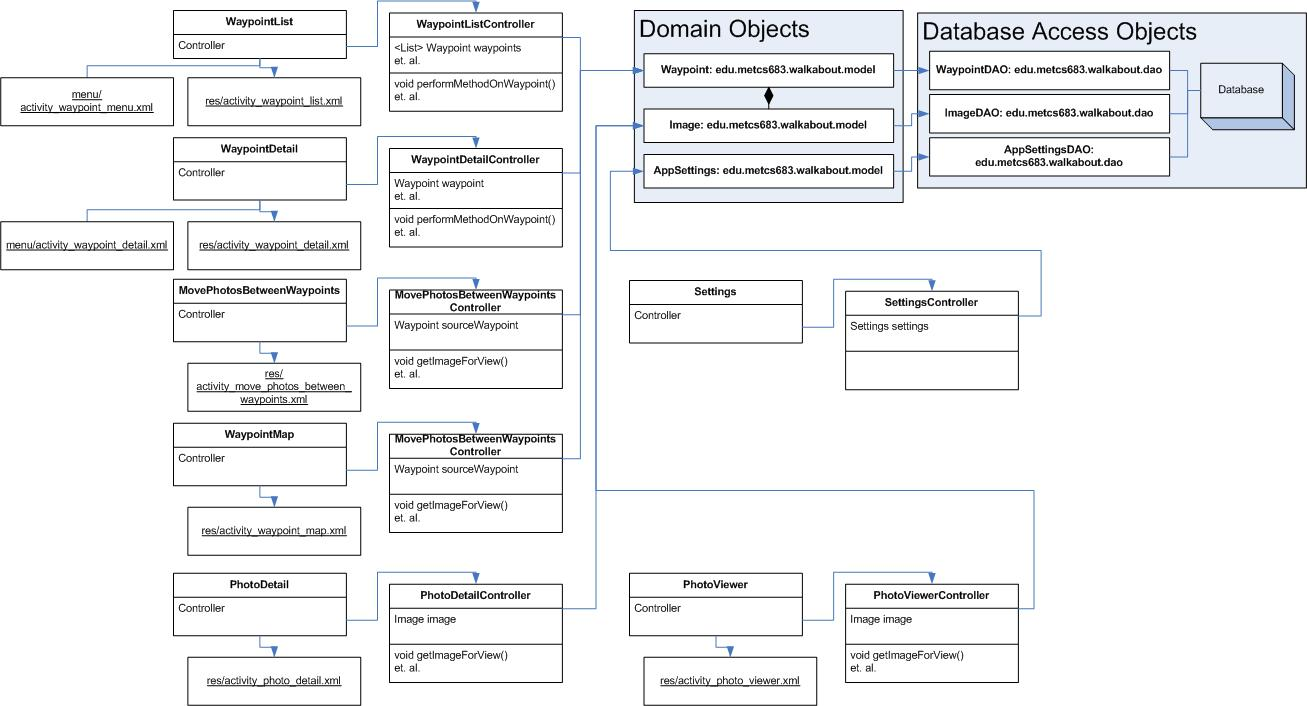 WaypointList
Controller
menu/
activity_waypoint_menu.xml
res/activity_waypoint_list.xml
WaypointListController
<List> Waypoint waypoints
et. al.
void performMethodOnWaypoint()
et. al.
Domain Objects
Waypoint: edu.metcs683.walkabout.model
Image: edu.metcs683.walkabout.model
AppSettings: edu.metcs683.walkabout.model
Database Access Objects
WaypointDAO: edu.metcs683.walkabout.dao
ImageDAO: edu.metcs683.walkabout.dao
AppSettingsDAO:
edu.metcs683.walkabout.dao
Database
WaypointDetail
Controller
menu/activity_waypoint_detail.xml
res/activity_waypoint_detail.xml
WaypointDetailController
Waypoint waypoint
et. al.
void performMethodOnWaypoint()
et. al.
MovePhotosBetweenWaypoints
Controller
res/
activity_move_photos_between_
waypoints.xml
MovePhotosBetweenWaypoints
Controller
Waypoint sourceWaypoint
void getImageForView()
et. al.
Settings
Controller
SettingsController
Settings settings
WaypointMap
Controller
res/activity_waypoint_map.xml
MovePhotosBetweenWaypoints
Controller
Waypoint sourceWaypoint
void getImageForView()
et. al.
PhotoDetail
Controller
res/activity_photo_detail.xml
PhotoDetailController
Image image
void getImageForView()
et. al.
PhotoViewer
Controller
res/activity_photo_viewer.xml
PhotoViewerController
Image image
void getImageForView()
et. al.